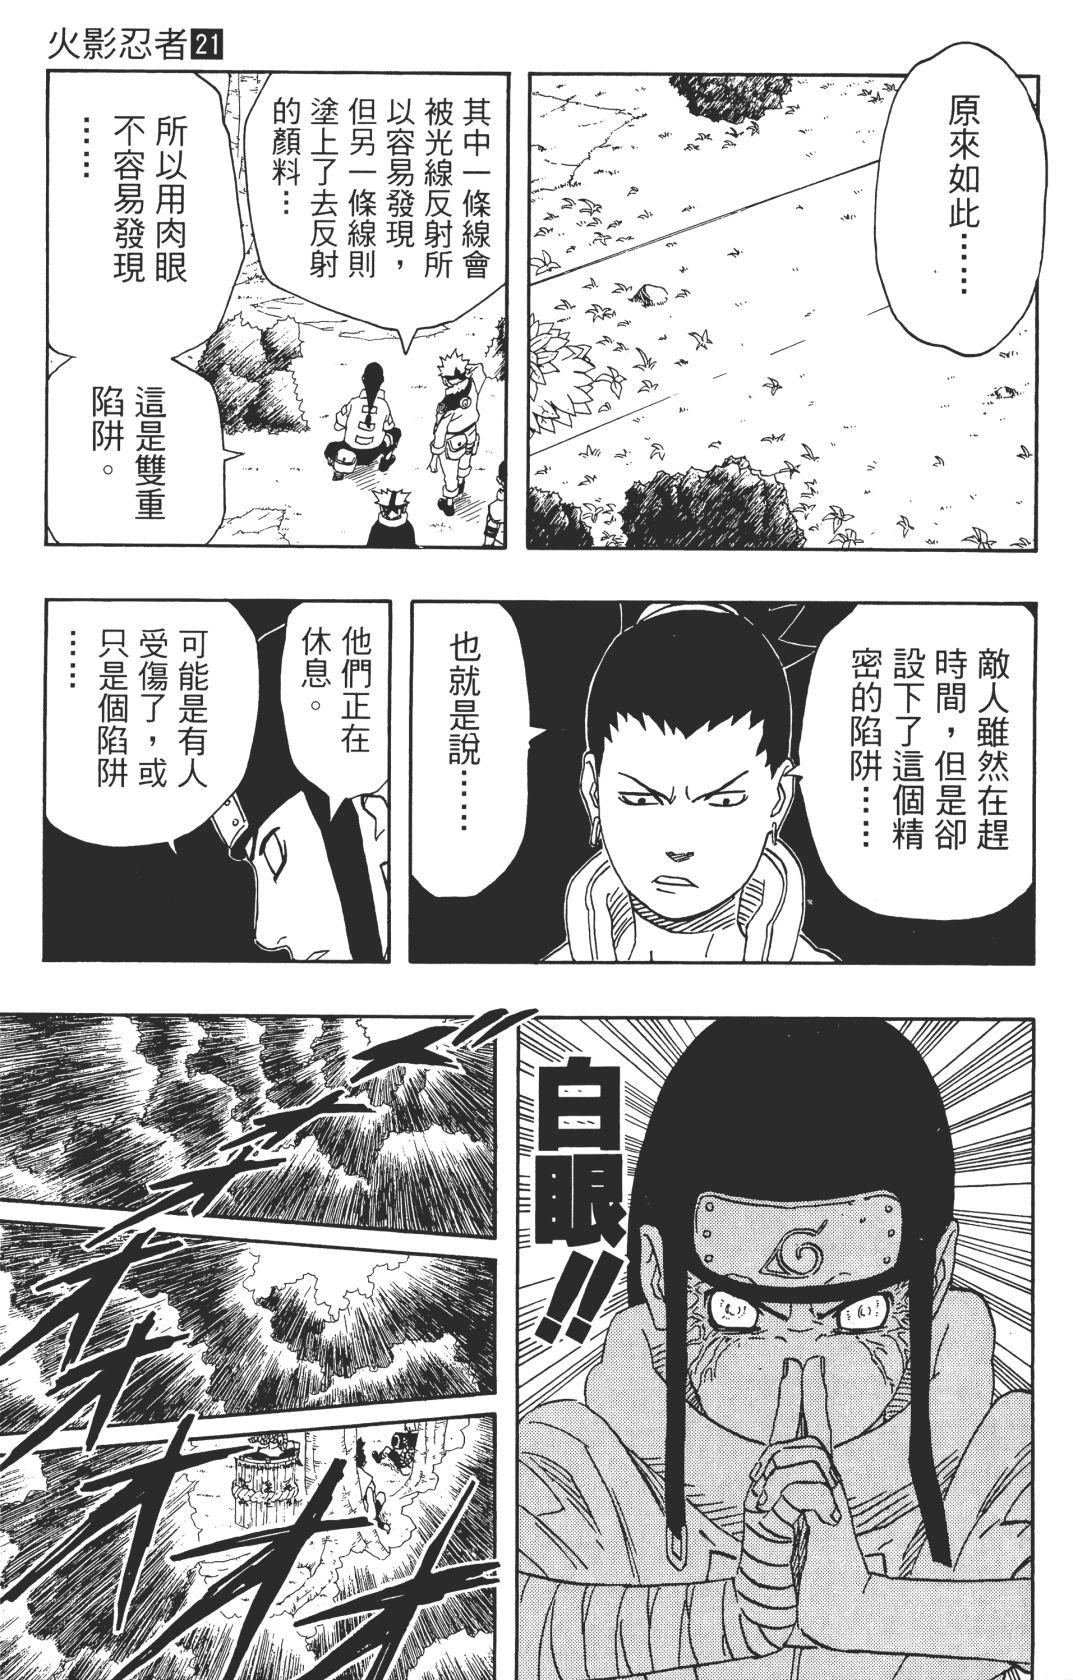 火影忍者21
原來如此……
其中一條線會
被光線反射所
以容易發現，
但另一條線則
塗上了去反射
的顏料…
所以用肉眼
不容易發現
……
這是雙重
陷阱。
敵人雖然在趕
時間，但是卻
設下了這個精
密的陷阱……
也就是說……
他們正在
休息。
可能是有人
受傷了，或
只是個陷阱
……
白眼!!